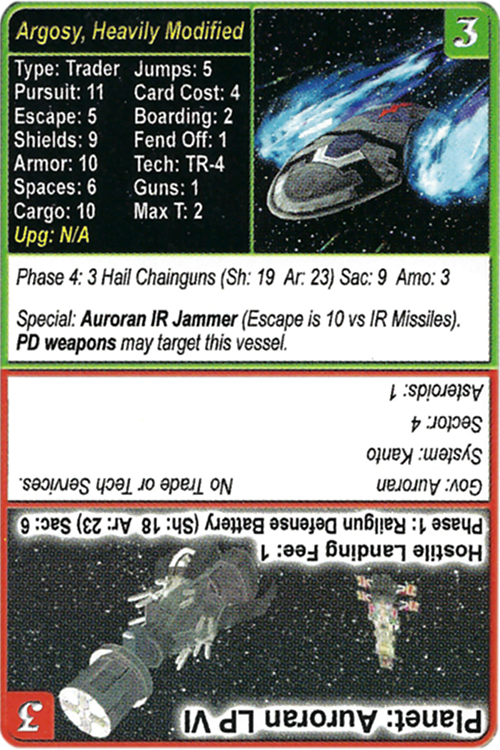 Argosy, Heavily Modified
3
Type: Trader Jumps: 5
Pursuit: 11 Card Cost: 4
Escape: 5 Boarding: 2
Shields: 9 Fend Off: 1
Armor: 10 Tech: TR-4
Spaces: 6 Guns: 1
Cargo: 10 Max T: 2
Upg: N/A
Phase 4: 3 Hail Chainguns (Sh: 19 Ar: 23) Sac: 9 Amo: 3
Special: Auroran IR Jammer (Escape is 10 vs IR Missiles).
PD weapons may target this vessel.
Planet: Auroran LP VI
3
Hostile Landing Fee: 1
Phase 1: Railgun Defense Battery (Sh: 18 Ar: 23) Sac: 6
Gov: Auroran No Trade or Tech Services.
System: Kanto
Sector: 4
Asteroids: 1